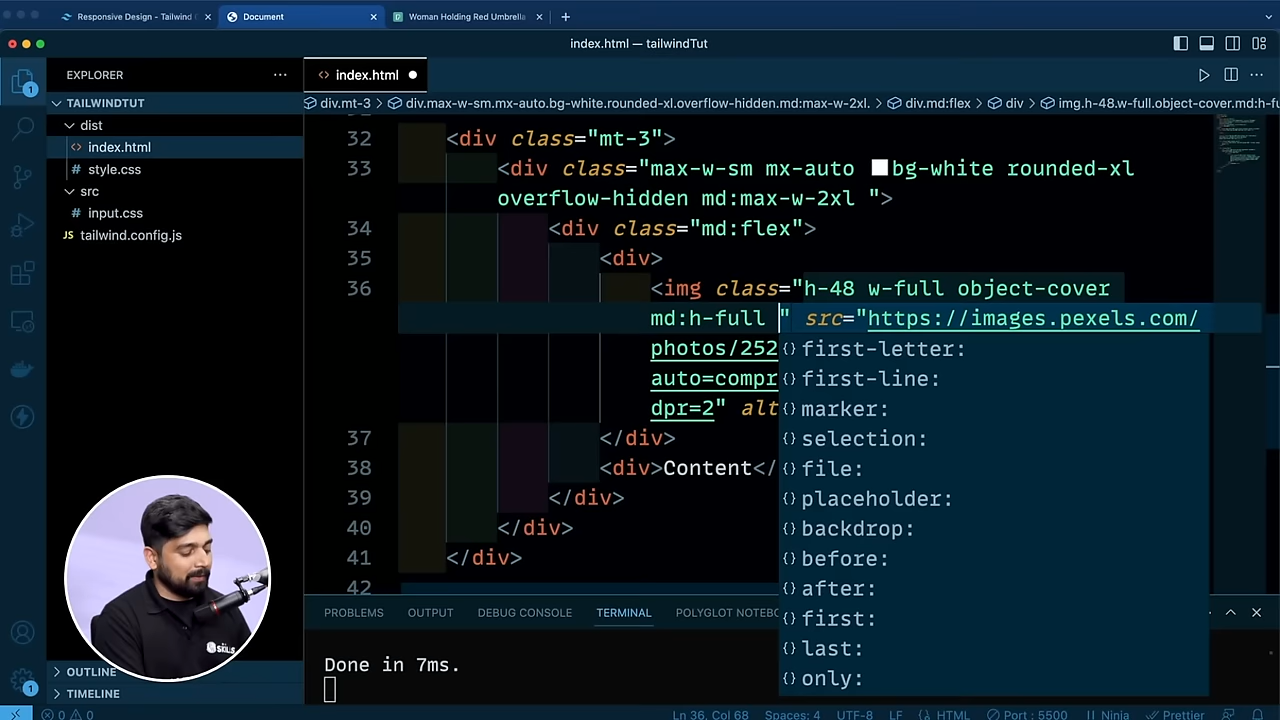 Responsive Design - Tailwind
Document
Woman Holding Red Umbrella
index.html — tailwindTut
EXPLORER
index.html
TAILWINDTUT
div.mt-3 > div.max-w-sm.mx-auto.bg-white.rounded-xl.overflow-hidden.md:max-w-2xl. > div.md:flex > div > img.h-48.w-full.object-cover.md:h-fu
dist
index.html
style.css
src
input.css
JS tailwind.config.js
32 <div class="mt-3">
33 <div class="max-w-sm mx-auto bg-white rounded-xl
overflow-hidden md:max-w-2xl ">
34 <div class="md:flex">
35 <div>
36 <img class="h-48 w-full object-cover
md:h-full " src="https://images.pexels.com/
photos/252
auto=compr
dpr=2" alt
37 </div>
38 <div>Content</
39 </div>
40 </div>
41 </div>
42
{} first-letter:
{} first-line:
{} marker:
{} selection:
{} file:
{} placeholder:
{} backdrop:
{} before:
{} after:
{} first:
{} last:
{} only:
PROBLEMS OUTPUT DEBUG CONSOLE TERMINAL POLYGLOT NOTEBO
Done in 7ms.
SKILLS
OUTLINE
TIMELINE
0 0
Ln 36, Col 68 Spaces: 4 UTF-8 LF {} HTML Port : 5500 Ninja Prettier